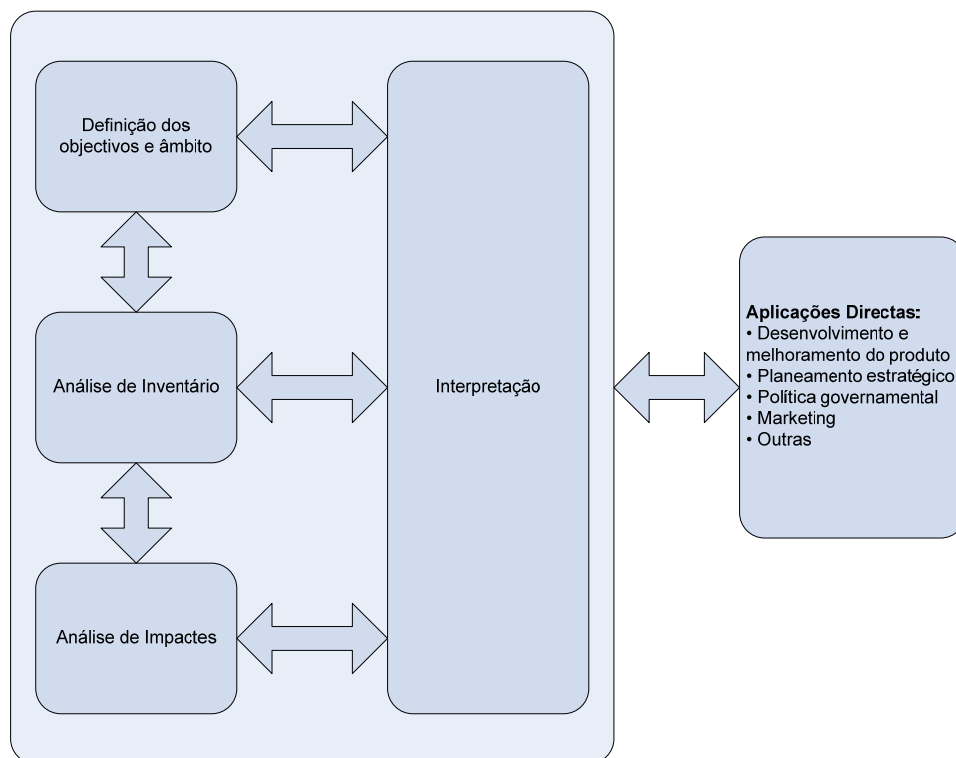 Definição dos
objectivos e âmbito
Análise de Inventário
Análise de Impactes
Interpretação
Aplicações Directas:
• Desenvolvimento e
melhoramento do produto
• Planeamento estratégico
• Política governamental
• Marketing
• Outras